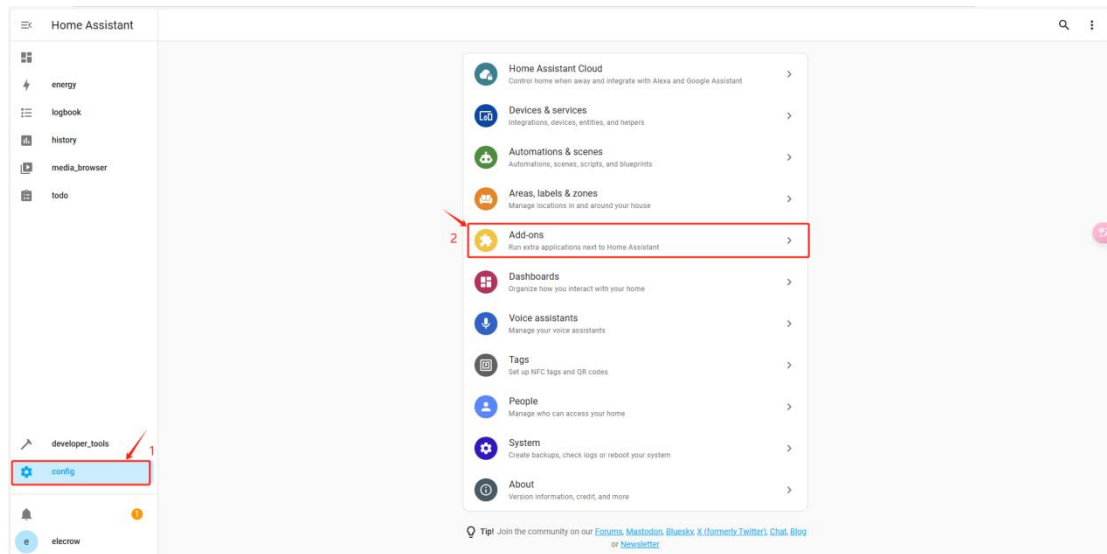 Home Assistant
energy
logbook
history
media_browser
todo
developer_tools
1
config
1
e
elecrow
Home Assistant Cloud
Control home when away and integrate with Alexa and Google Assistant
Devices & services
Integrations, devices, entities, and helpers
Automations & scenes
Automations, scenes, scripts, and blueprints
Areas, labels & zones
Manage locations in and around your house
2
Add-ons
Run extra applications next to Home Assistant
Dashboards
Organize how you interact with your home
Voice assistants
Manage your voice assistants
Tags
Set up NFC tags and QR codes
People
Manage who can access your home
System
Create backups, check logs or reboot your system
About
Version information, credit, and more
Tip! Join the community on our Forums, Mastodon, Bluesky, X (formerly Twitter), Chat, Blog
or Newsletter